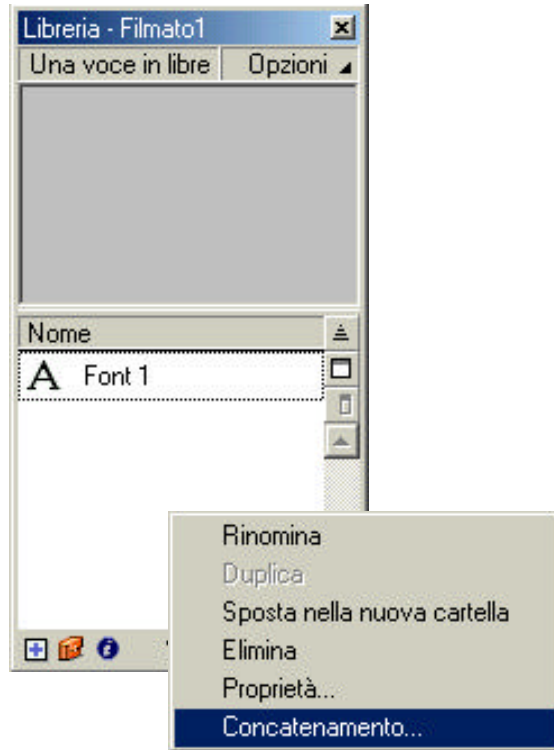 Libreria - Filmato1
Una voce in libre Opzioni
Nome
A Font 1
Rinomina
Duplica
Sposta nella nuova cartella
Elimina
Proprietà...
Concatenamento...